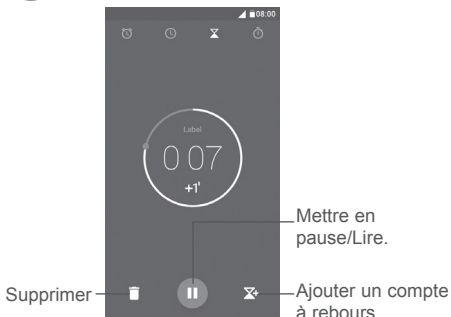 08:00
Label
0 07
+1'
Mettre en
pause/Lire.
Supprimer
Ajouter un compte
à rebours